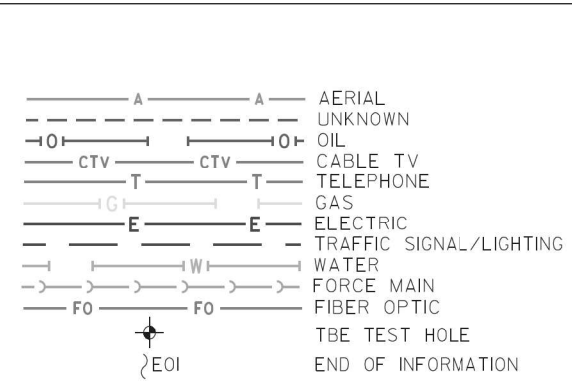 A A AERIAL
UNKNOWN
O O OIL
CTV CTV CABLE TV
T T TELEPHONE
G GAS
E E ELECTRIC
TRAFFIC SIGNAL/LIGHTING
W WATER
FORCE MAIN
FO FO FIBER OPTIC
TBE TEST HOLE
EOI END OF INFORMATION